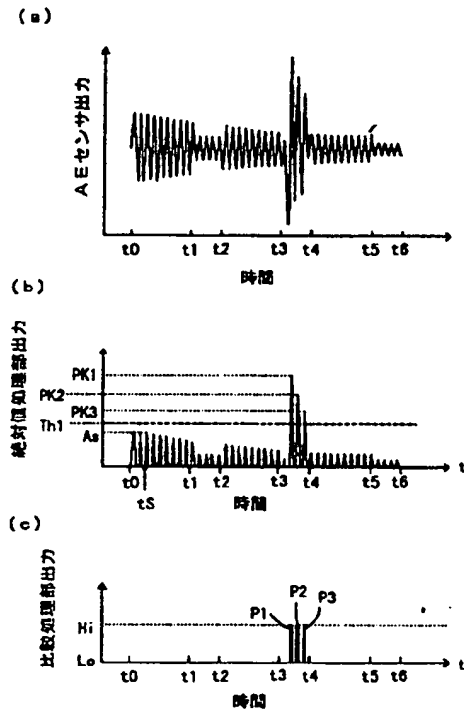 (a)
AEセンサ出力
t0 t1 t2 t3 t4 t5 t6
時間
(b)
絶対値処理部出力
PK1
PK2
PK3
Th1
As
t0 t1 t2 t3 t4 t5 t6 t
tS
時間
(c)
比較処理部出力
P1 P2 P3
Hi
Lo
t0 t1 t2 t3 t4 t5 t6 t
時間